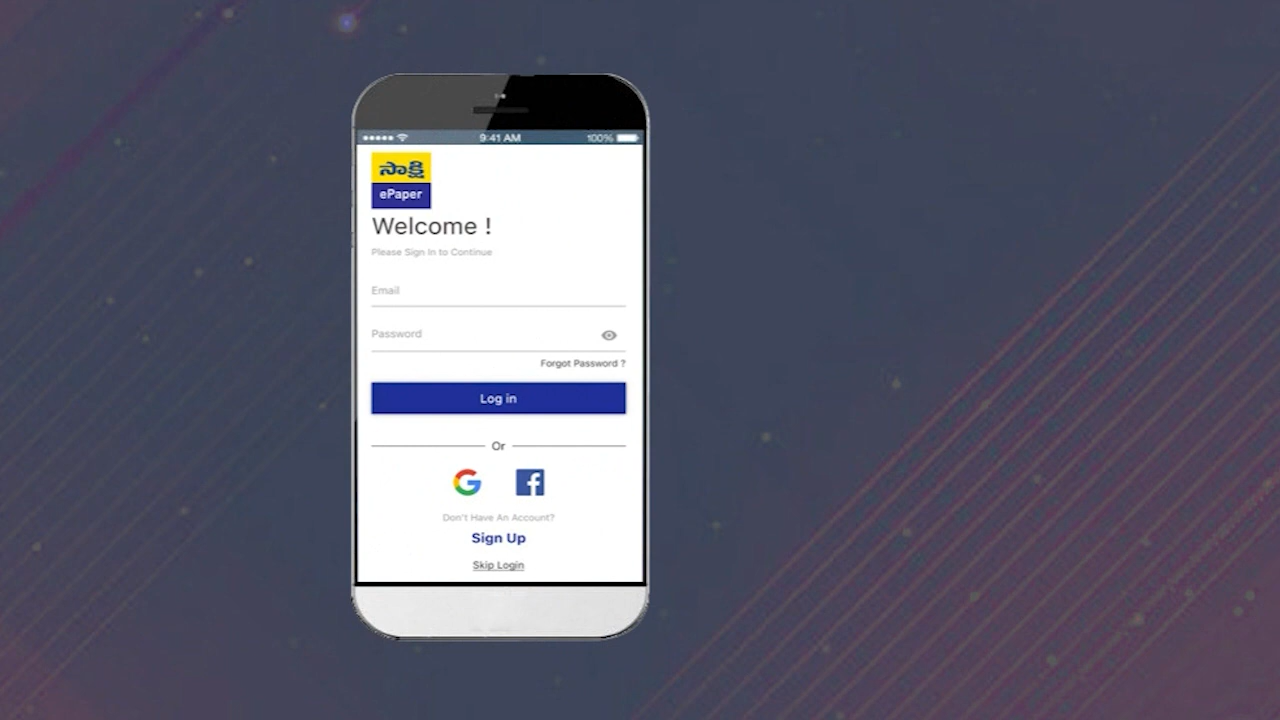 9:41 AM 100%
సాక్షి
ePaper
Welcome !
Please Sign In to Continue
Email
Password
Forgot Password ?
Log in
Or
Don't Have An Account?
Sign Up
Skip Login